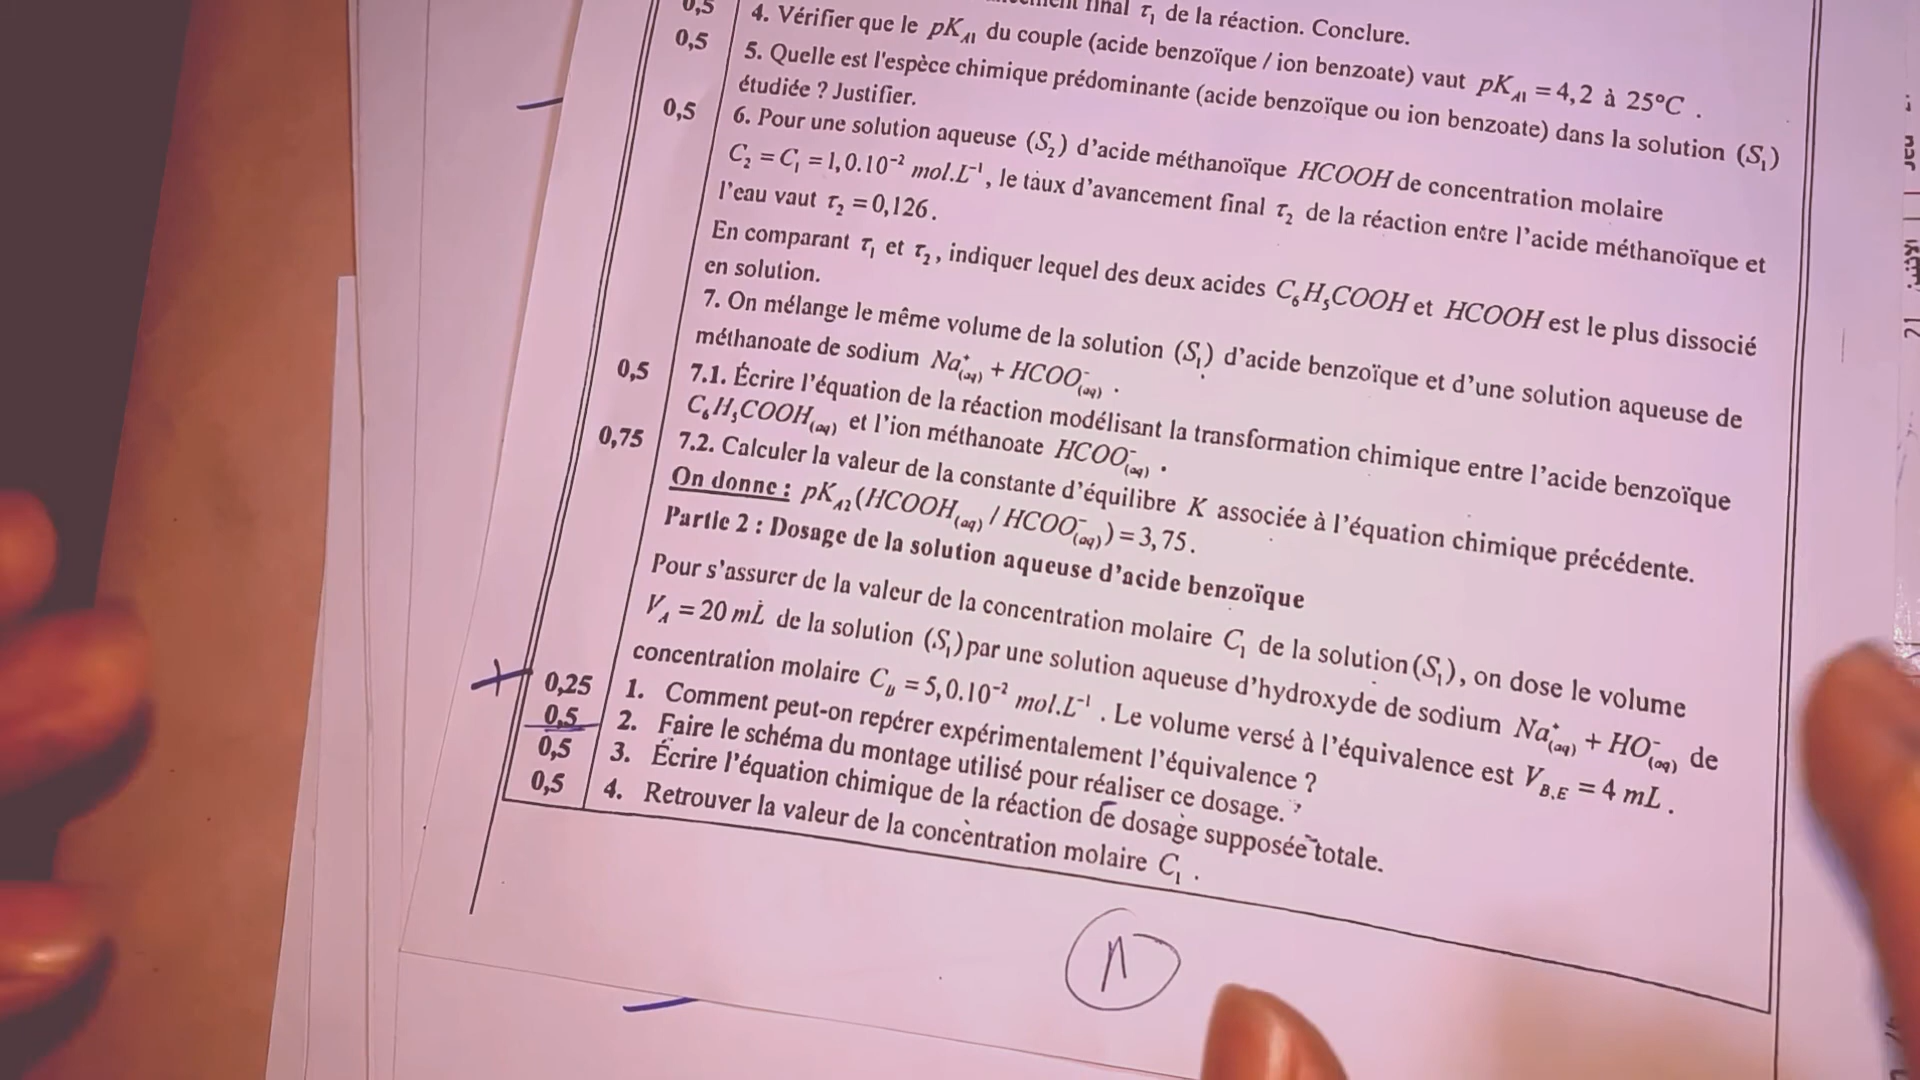 0,5
final τ₁ de la réaction. Conclure.
4. Vérifier que le pK_A1 du couple (acide benzoïque / ion benzoate) vaut pK_A1 = 4,2 à 25°C .
0,5
5. Quelle est l'espèce chimique prédominante (acide benzoïque ou ion benzoate) dans la solution (S₁)
étudiée ? Justifier.
0,5
6. Pour une solution aqueuse (S₂) d'acide méthanoïque HCOOH de concentration molaire
C₂ = C₁ = 1,0.10⁻² mol.L⁻¹, le taux d'avancement final τ₂ de la réaction entre l'acide méthanoïque et
l'eau vaut τ₂ = 0,126.
En comparant τ₁ et τ₂, indiquer lequel des deux acides C₆H₅COOH et HCOOH est le plus dissocié
en solution.
7. On mélange le même volume de la solution (S₁) d'acide benzoïque et d'une solution aqueuse de
méthanoate de sodium Na⁺(aq) + HCOO⁻(aq) .
0,5
7.1. Écrire l'équation de la réaction modélisant la transformation chimique entre l'acide benzoïque
C₆H₅COOH(aq) et l'ion méthanoate HCOO⁻(aq) .
0,75
7.2. Calculer la valeur de la constante d'équilibre K associée à l'équation chimique précédente.
On donne : pK_A2(HCOOH(aq) / HCOO⁻(aq)) = 3,75.
Partie 2 : Dosage de la solution aqueuse d'acide benzoïque
Pour s'assurer de la valeur de la concentration molaire C₁ de la solution (S₁), on dose le volume
V_A = 20 mL de la solution (S₁) par une solution aqueuse d'hydroxyde de sodium Na⁺(aq) + HO⁻(aq) de
concentration molaire C_B = 5,0.10⁻² mol.L⁻¹ . Le volume versé à l'équivalence est V_B,E = 4 mL .
0,25
1. Comment peut-on repérer expérimentalement l'équivalence ?
0,5
2. Faire le schéma du montage utilisé pour réaliser ce dosage.
0,5
3. Écrire l'équation chimique de la réaction de dosage supposée totale.
0,5
4. Retrouver la valeur de la concentration molaire C₁ .